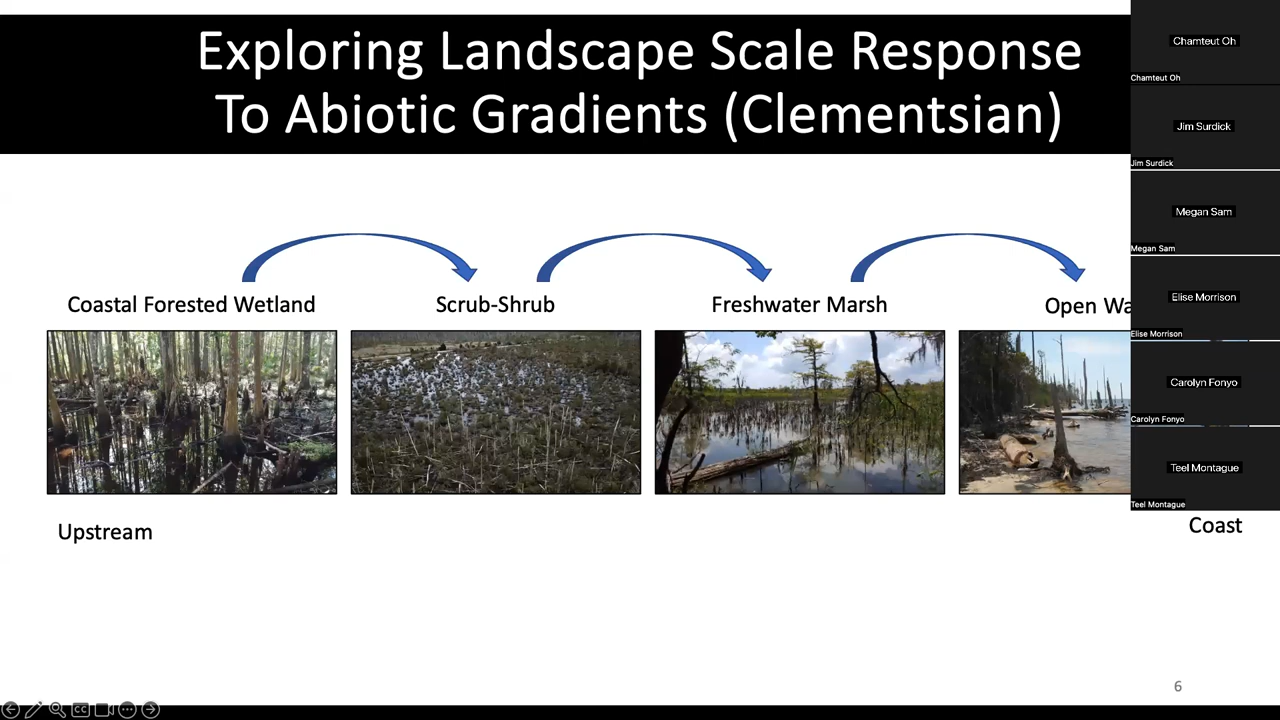 Exploring Landscape Scale Response
To Abiotic Gradients (Clementsian)
Coastal Forested Wetland
Scrub-Shrub
Freshwater Marsh
Open Wa
Upstream
Coast
6
Chamteut Oh
Chamteut Oh
Jim Surdick
Jim Surdick
Megan Sam
Megan Sam
Elise Morrison
Elise Morrison
Carolyn Fonyo
Carolyn Fonyo
Teel Montague
Teel Montague
CC